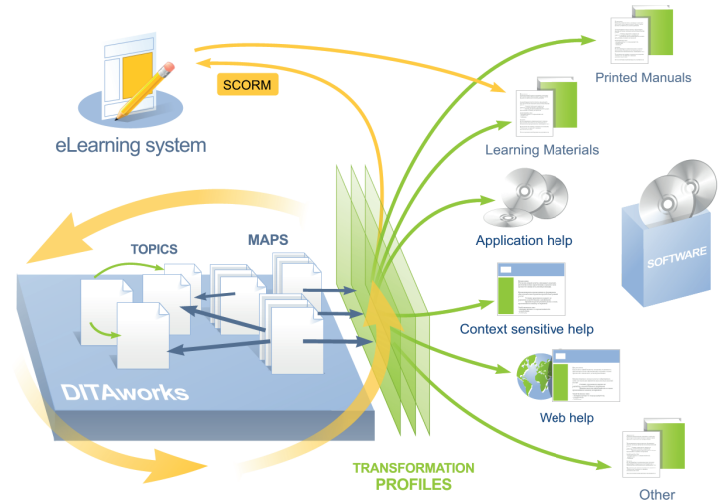 Printed Manuals
SCORM
eLearning system
Learning Materials
TOPICS
MAPS
Application help
SOFTWARE
Context sensitive help
DITAworks
Web help
TRANSFORMATION
PROFILES
Other